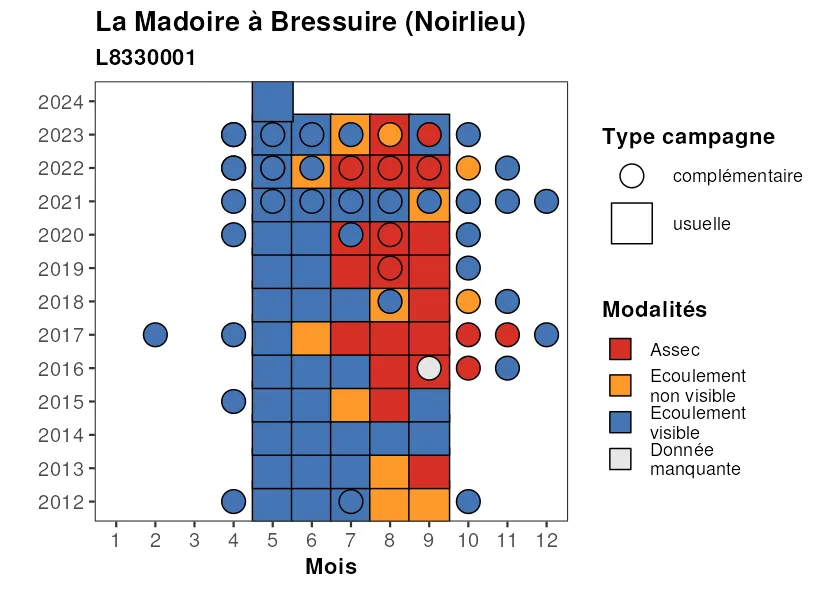 La Madoire à Bressuire (Noirlieu)
L8330001
2024
2023
2022
2021
2020
2019
2018
2017
2016
2015
2014
2013
2012
1 2 3 4 5 6 7 8 9 10 11 12
Mois
Type campagne
complémentaire
usuelle
Modalités
Assec
Ecoulement
non visible
Ecoulement
visible
Donnée
manquante